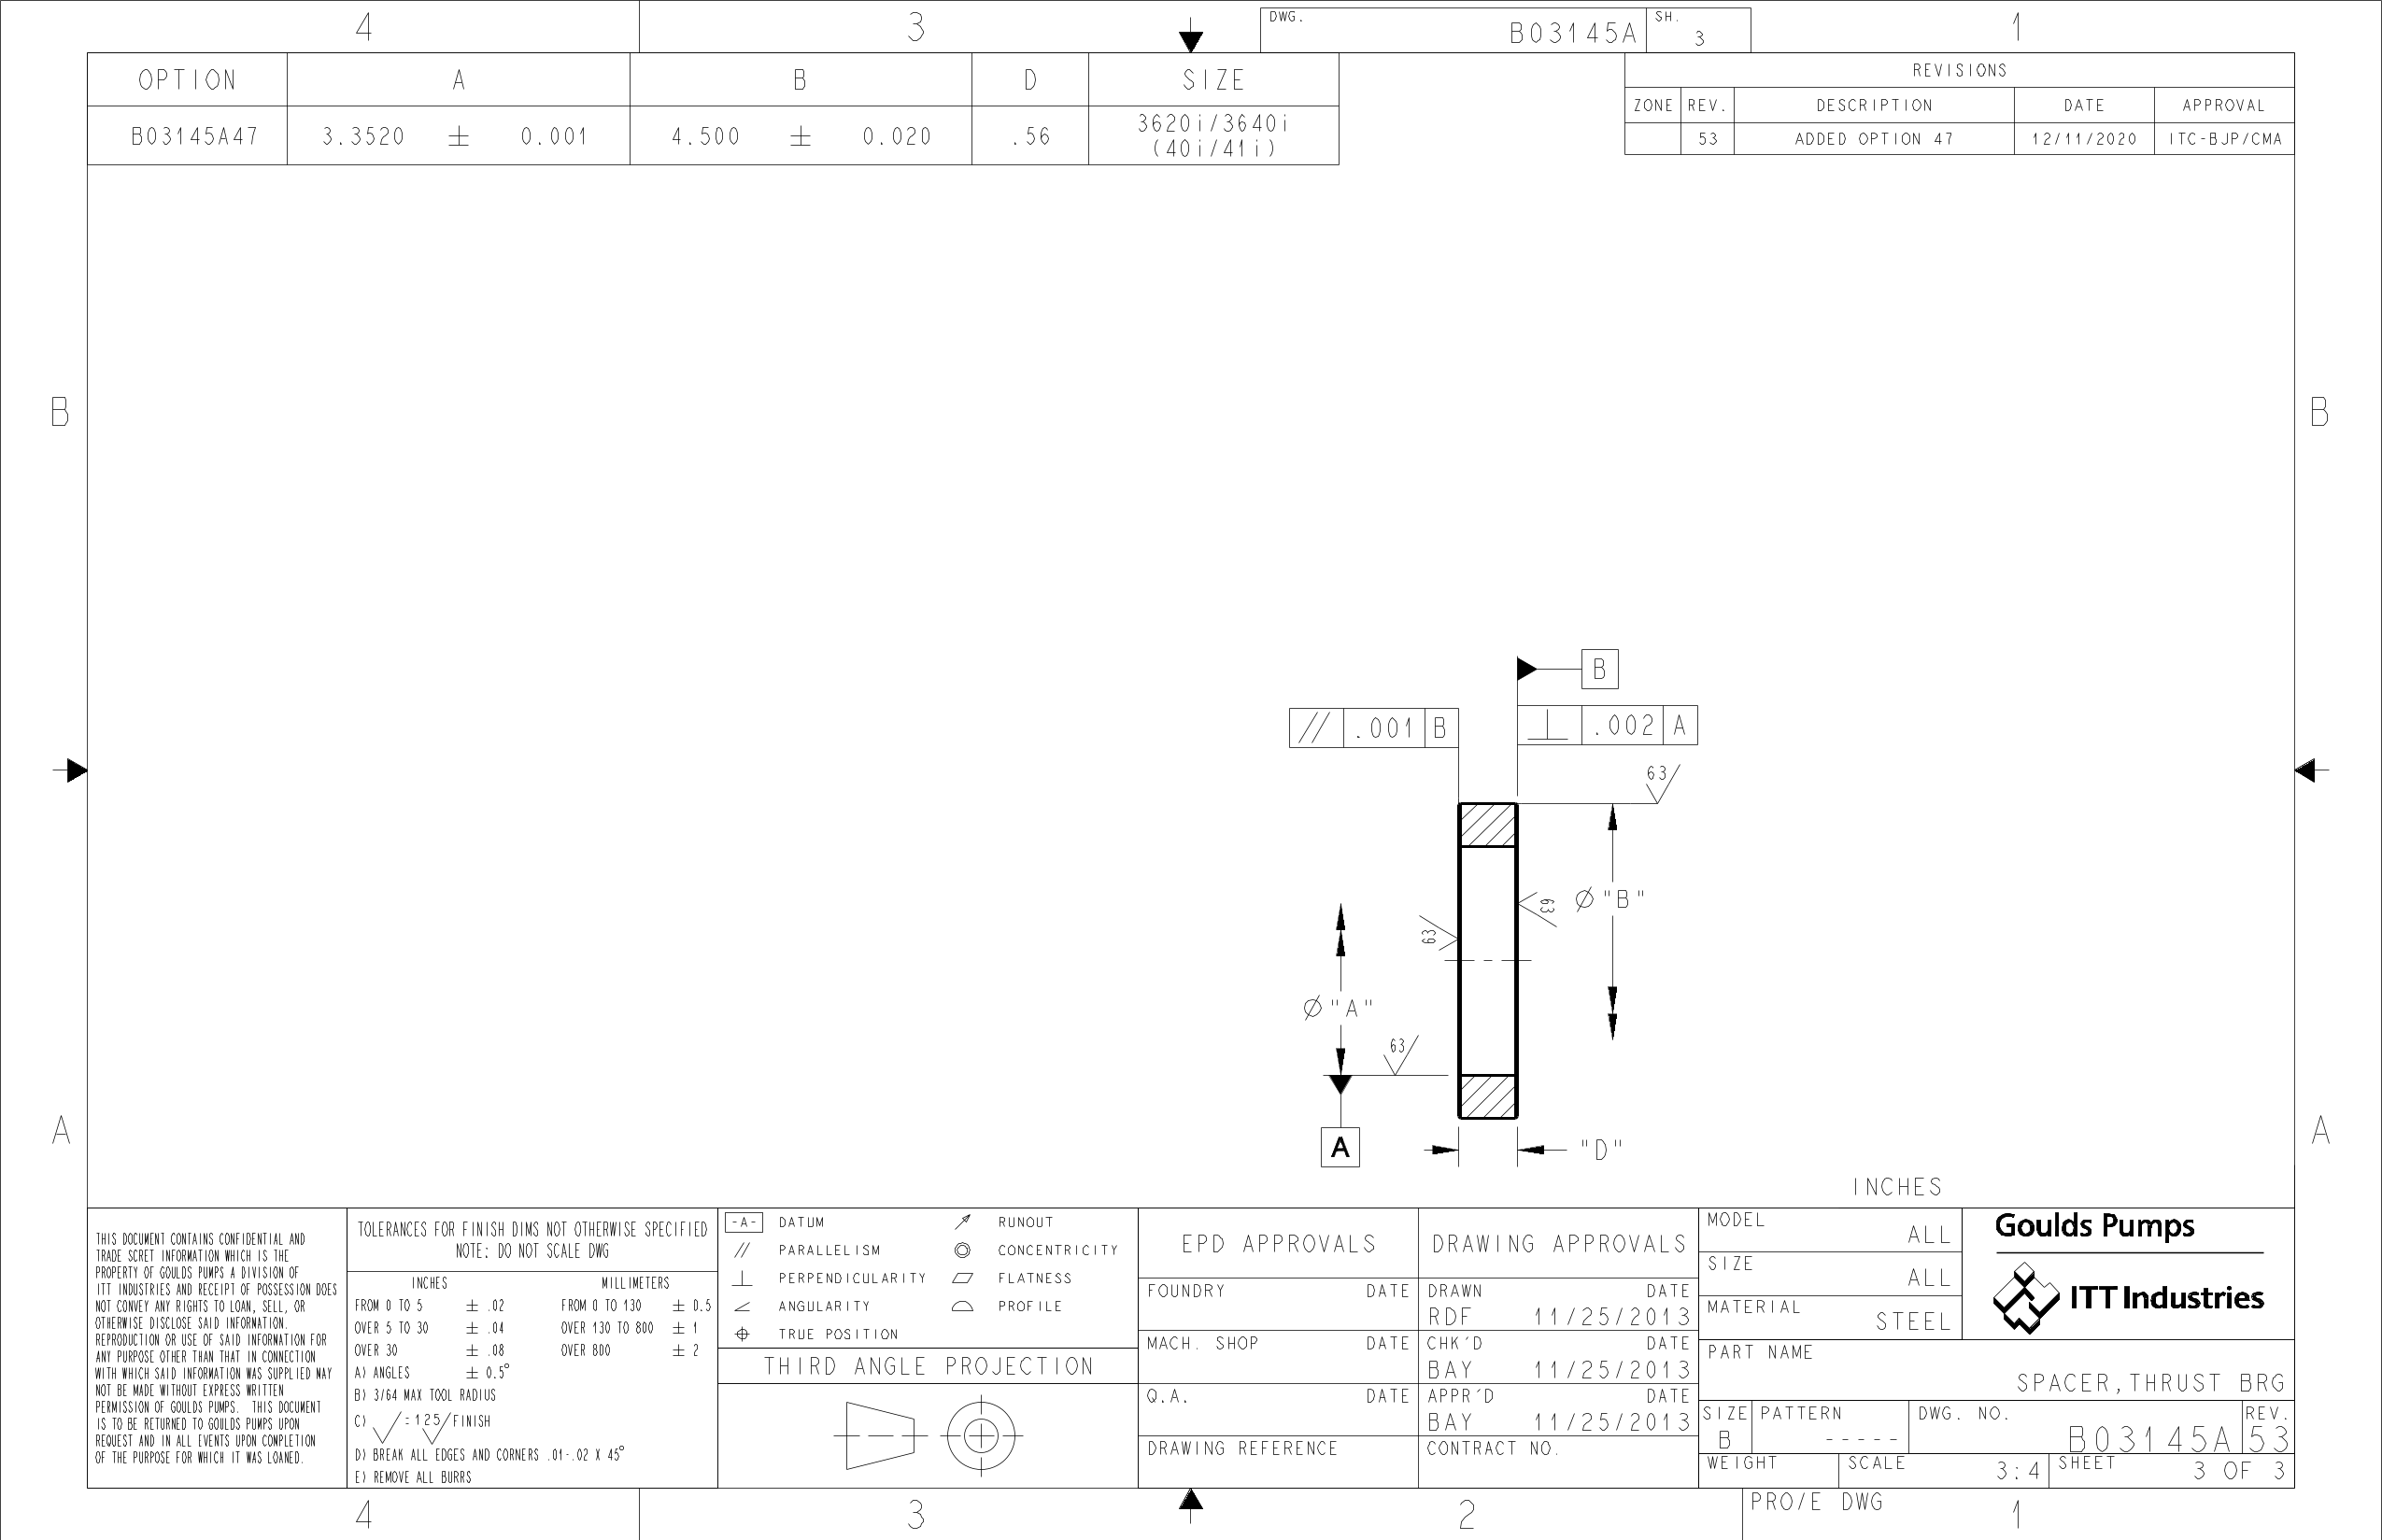 4 3 1
DWG. B03145A SH. 3
OPTION A B D SIZE
B03145A47 3.3520 ± 0.001 4.500 ± 0.020 .56 3620i/3640i
(40i/41i)
REVISIONS
ZONE REV. DESCRIPTION DATE APPROVAL
53 ADDED OPTION 47 12/11/2020 ITC-BJP/CMA
B B
B
// .001 B
⊥ .002 A
63
Ø"B"
63
63
Ø"A"
63
A A
A
"D"
INCHES
THIS DOCUMENT CONTAINS CONFIDENTIAL AND
TRADE SCRET INFORMATION WHICH IS THE
PROPERTY OF GOULDS PUMPS A DIVISION OF
ITT INDUSTRIES AND RECEIPT OF POSSESSION DOES
NOT CONVEY ANY RIGHTS TO LOAN, SELL, OR
OTHERWISE DISCLOSE SAID INFORMATION.
REPRODUCTION OR USE OF SAID INFORMATION FOR
ANY PURPOSE OTHER THAN THAT IN CONNECTION
WITH WHICH SAID INFORMATION WAS SUPPLIED MAY
NOT BE MADE WITHOUT EXPRESS WRITTEN
PERMISSION OF GOULDS PUMPS. THIS DOCUMENT
IS TO BE RETURNED TO GOULDS PUMPS UPON
REQUEST AND IN ALL EVENTS UPON COMPLETION
OF THE PURPOSE FOR WHICH IT WAS LOANED.
TOLERANCES FOR FINISH DIMS NOT OTHERWISE SPECIFIED
NOTE: DO NOT SCALE DWG
INCHES MILLIMETERS
FROM 0 TO 5 ± .02 FROM 0 TO 130 ± 0.5
OVER 5 TO 30 ± .04 OVER 130 TO 800 ± 1
OVER 30 ± .08 OVER 800 ± 2
A) ANGLES ± 0.5°
B) 3/64 MAX TOOL RADIUS
C) √ = 125√ FINISH
D) BREAK ALL EDGES AND CORNERS .01-.02 X 45°
E) REMOVE ALL BURRS
-A- DATUM RUNOUT
// PARALLELISM CONCENTRICITY
⊥ PERPENDICULARITY FLATNESS
ANGULARITY PROFILE
TRUE POSITION
THIRD ANGLE PROJECTION
EPD APPROVALS
FOUNDRY DATE
MACH. SHOP DATE
Q.A. DATE
DRAWING REFERENCE
DRAWING APPROVALS
DRAWN DATE
RDF 11/25/2013
CHK'D DATE
BAY 11/25/2013
APPR'D DATE
BAY 11/25/2013
CONTRACT NO.
MODEL ALL
SIZE ALL
MATERIAL STEEL
Goulds Pumps
ITT Industries
PART NAME
SPACER,THRUST BRG
SIZE PATTERN DWG. NO. REV.
B ----- B03145A 53
WEIGHT SCALE 3:4 SHEET 3 OF 3
PRO/E DWG
4 3 2 1